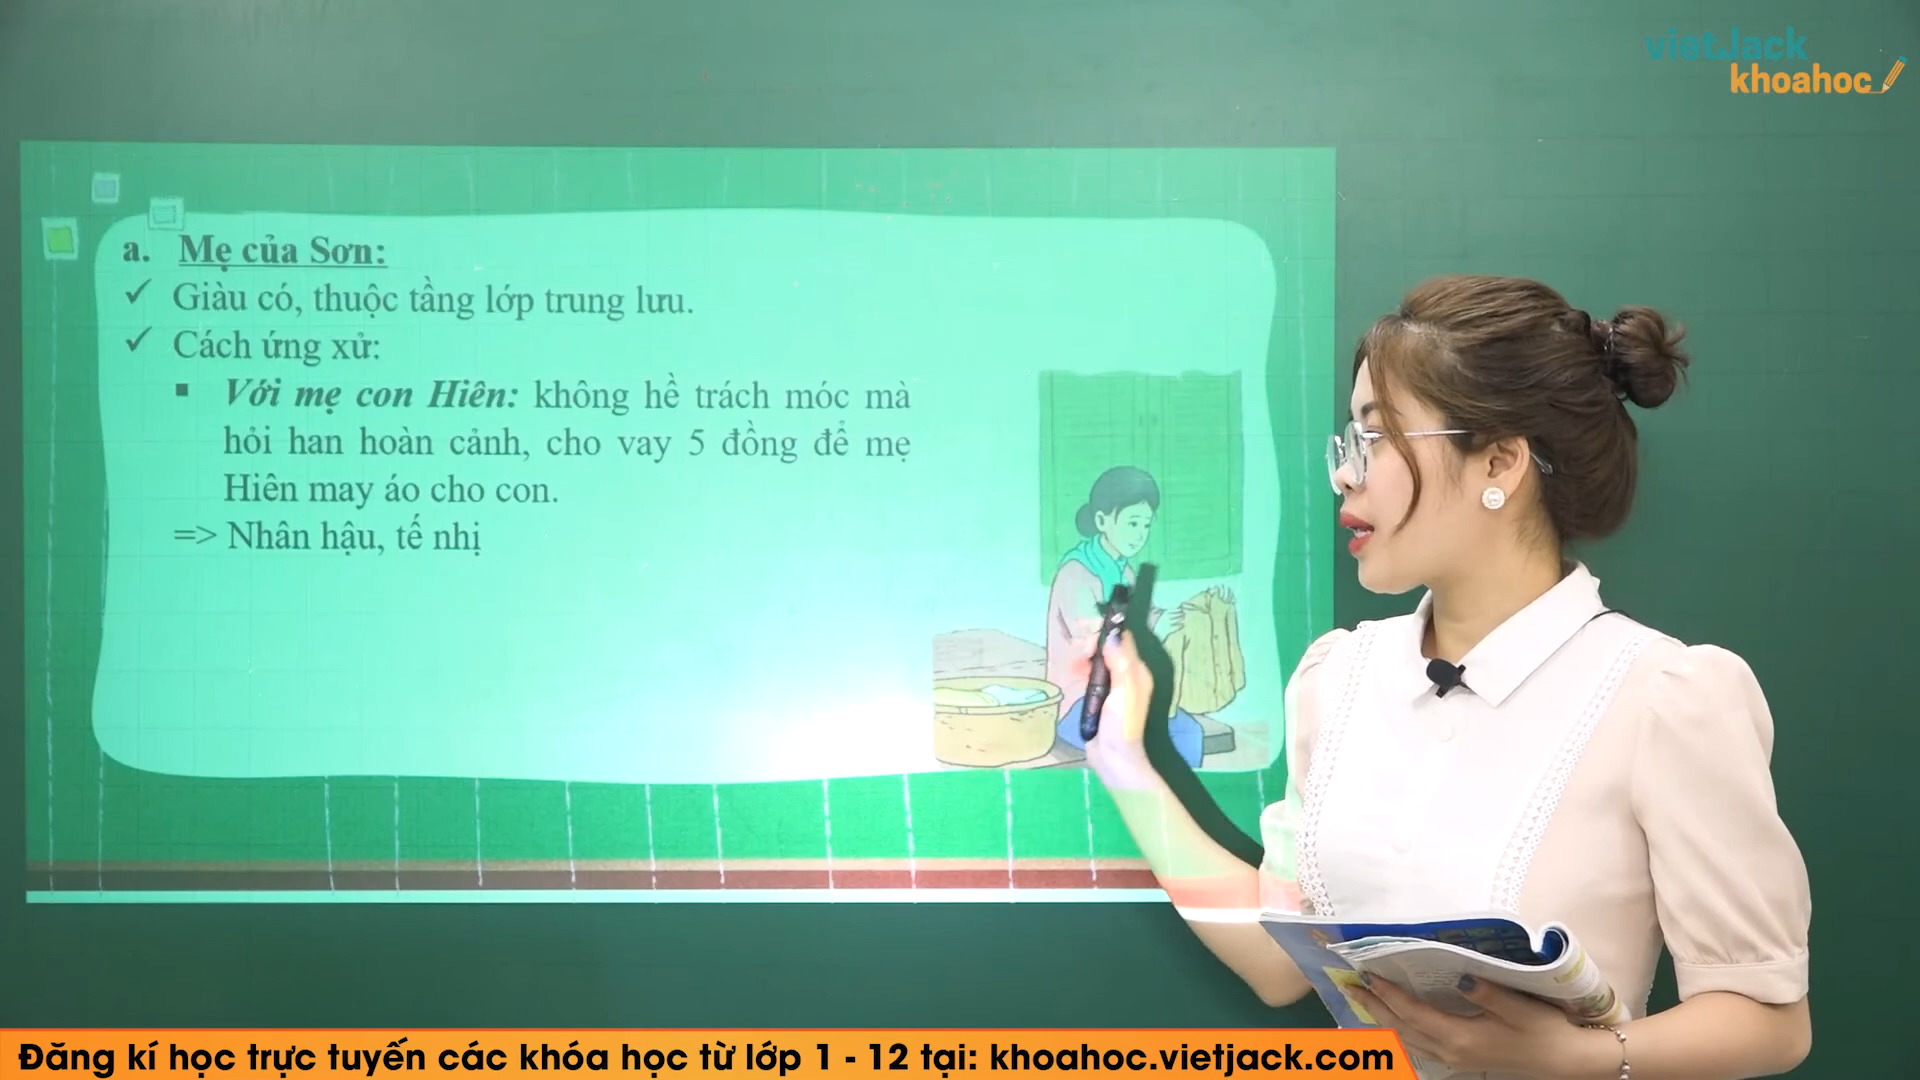 vietJack
khoahoc
a. Mẹ của Sơn:
✓ Giàu có, thuộc tầng lớp trung lưu.
✓ Cách ứng xử:
▪ Với mẹ con Hiên: không hề trách móc mà
hỏi han hoàn cảnh, cho vay 5 đồng để mẹ
Hiên may áo cho con.
=> Nhân hậu, tế nhị
Đăng kí học trực tuyến các khóa học từ lớp 1 - 12 tại: khoahoc.vietjack.com